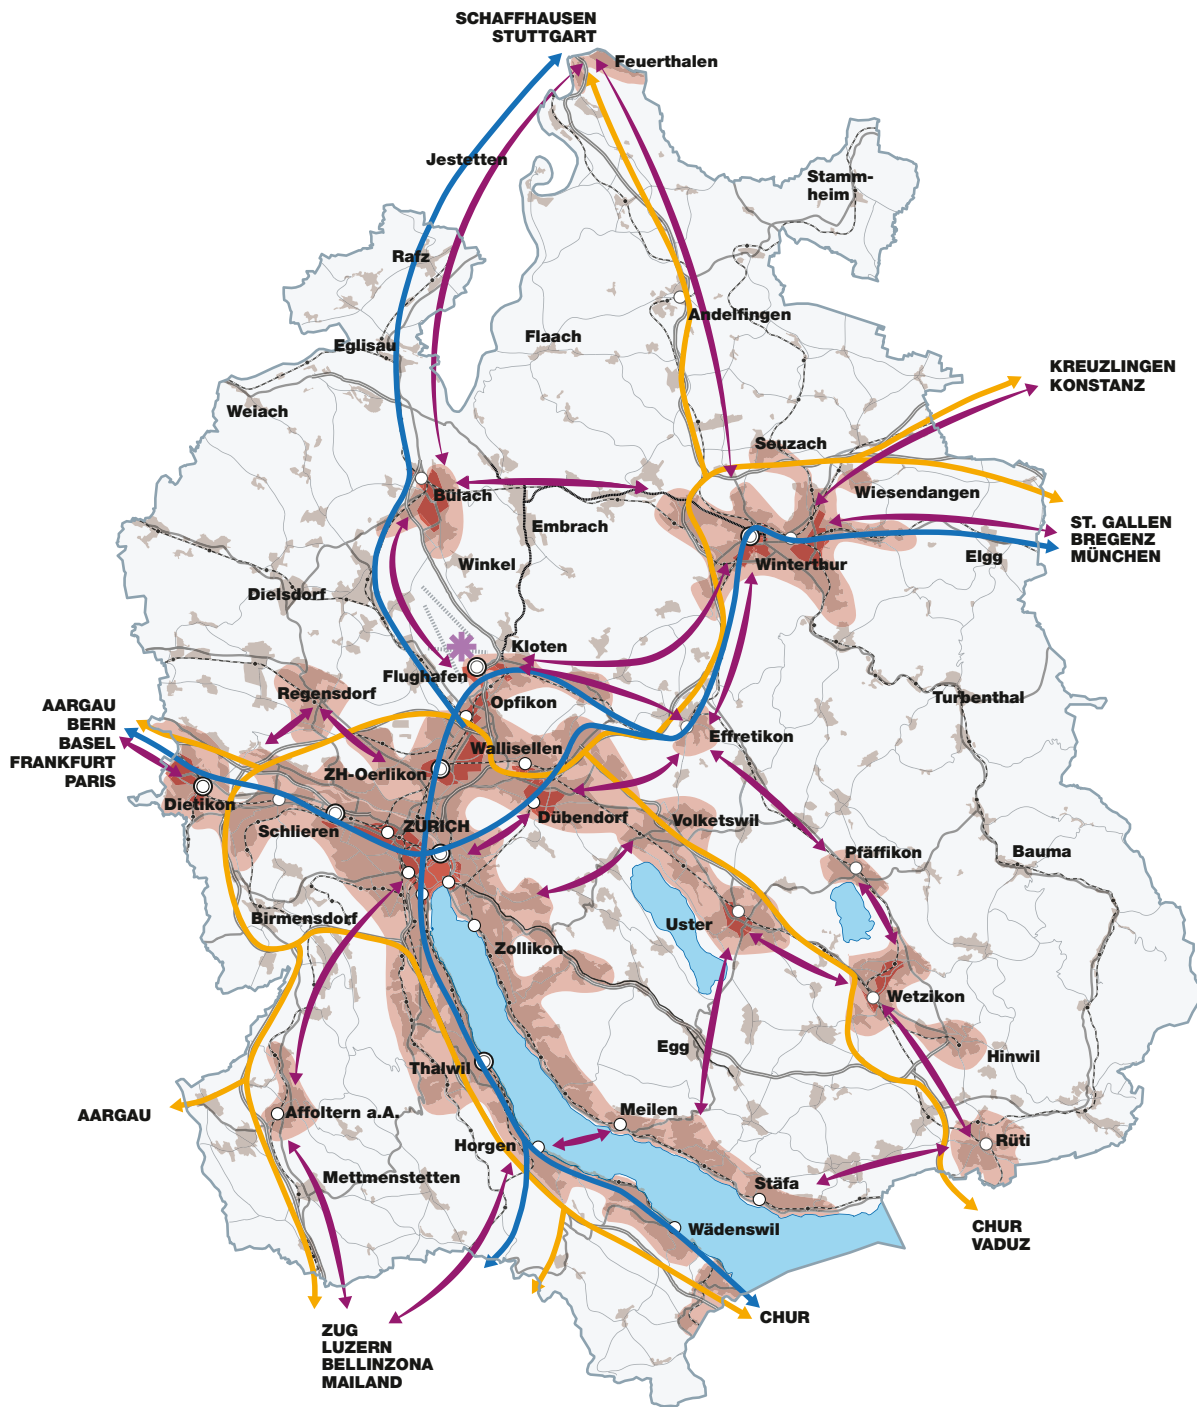 SCHAFFHAUSEN
STUTTGART
Feuerthalen
Jestetten
Stamm-
heim
Rafz
Andelfingen
Flaach
Eglisau
KREUZLINGEN
KONSTANZ
Weiach
Seuzach
Bülach
Wiesendangen
Embrach
ST. GALLEN
BREGENZ
MÜNCHEN
Winkel
Winterthur
Elgg
Dielsdorf
Kloten
Flughafen
Regensdorf
Opfikon
Turbenthal
AARGAU
BERN
BASEL
FRANKFURT
PARIS
Effretikon
Wallisellen
ZH-Oerlikon
Dietikon
Dübendorf
Volketswil
Schlieren
ZÜRICH
Pfäffikon
Bauma
Birmensdorf
Uster
Zollikon
Wetzikon
Egg
Hinwil
Thalwil
AARGAU
Affoltern a.A.
Meilen
Horgen
Rüti
Mettmenstetten
Stäfa
Wädenswil
CHUR
VADUZ
CHUR
ZUG
LUZERN
BELLINZONA
MAILAND